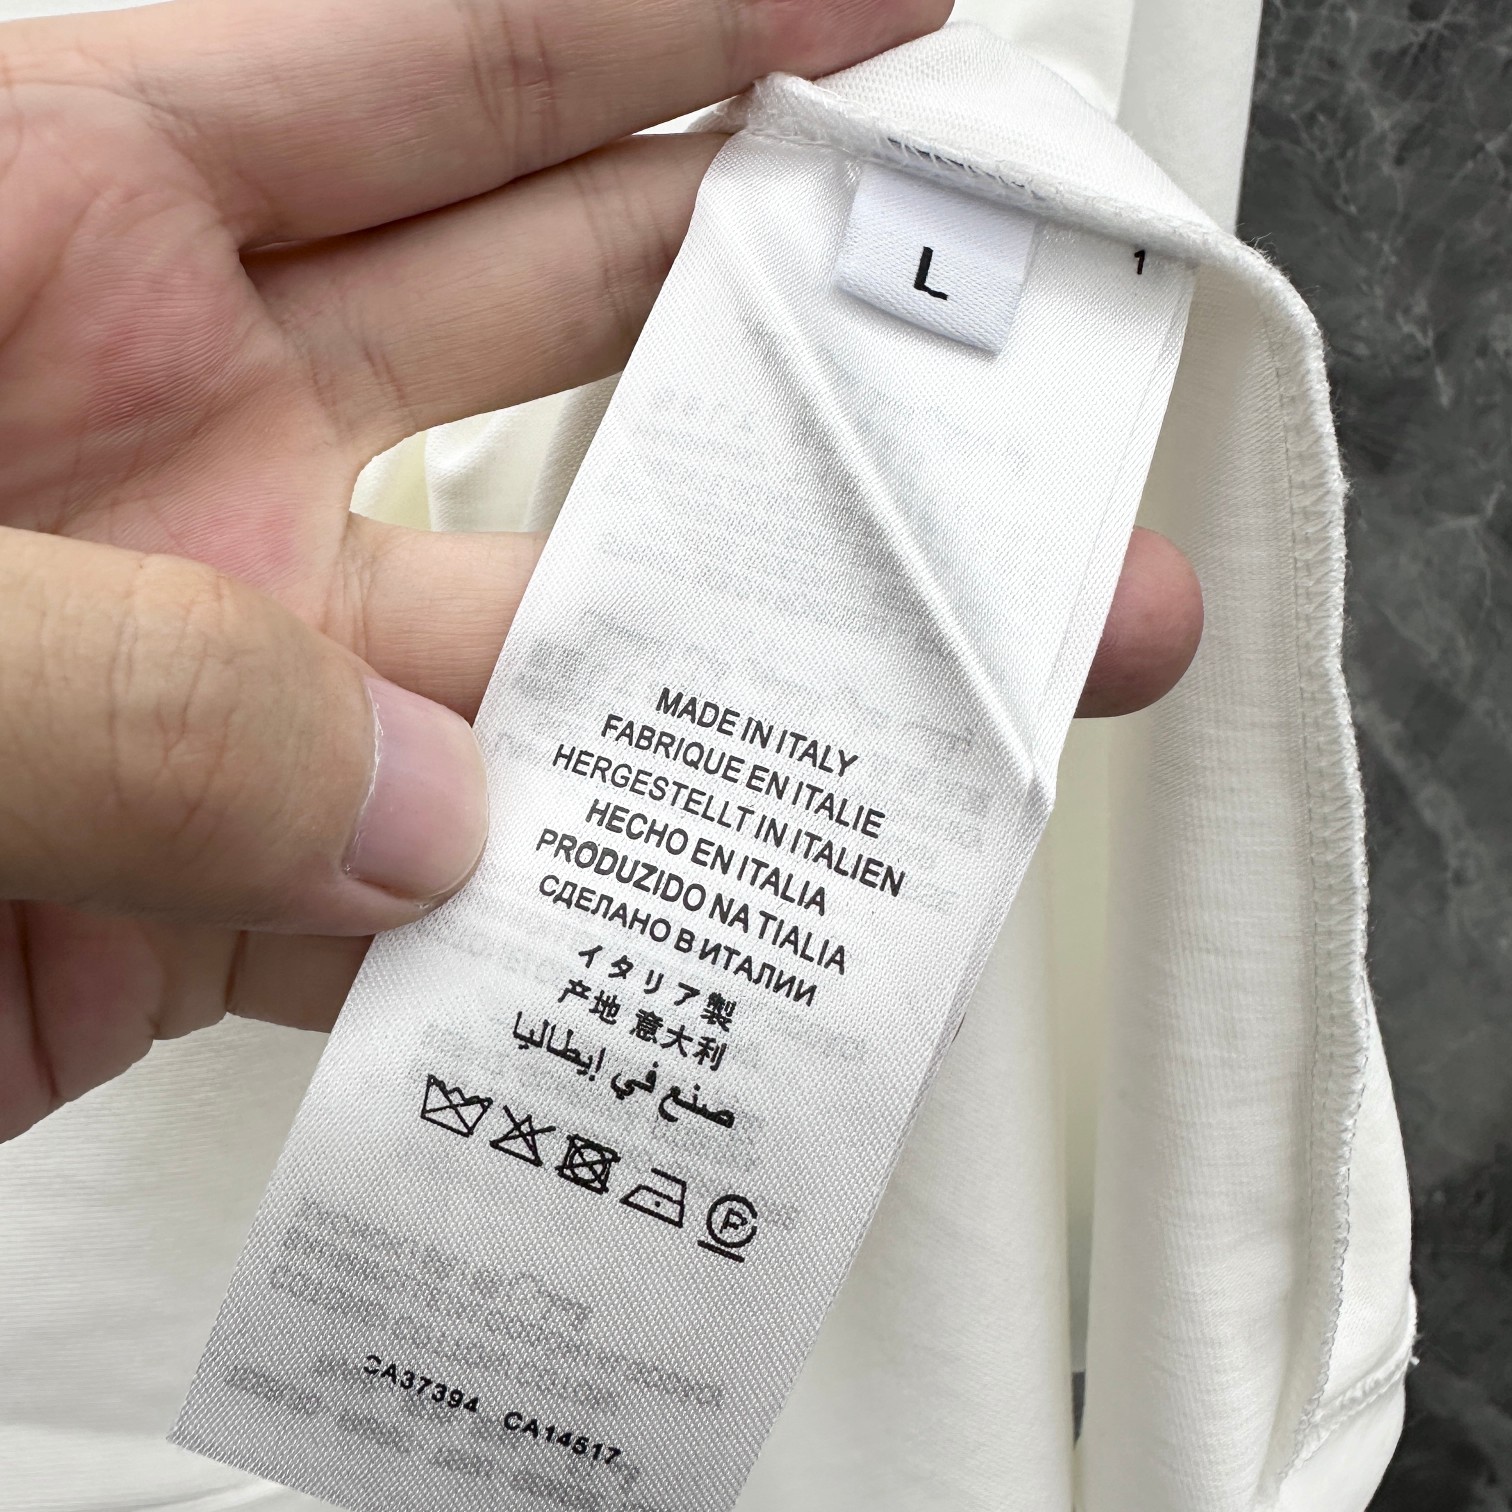 L
1
MADE IN ITALY
FABRIQUE EN ITALIE
HERGESTELLT IN ITALIEN
HECHO EN ITALIA
PRODUZIDO NA TIALIA
СДЕЛАНО В ИТАЛИИ
イタリア製
产地 意大利
صنع في إيطاليا
P
CA37394 CA14517